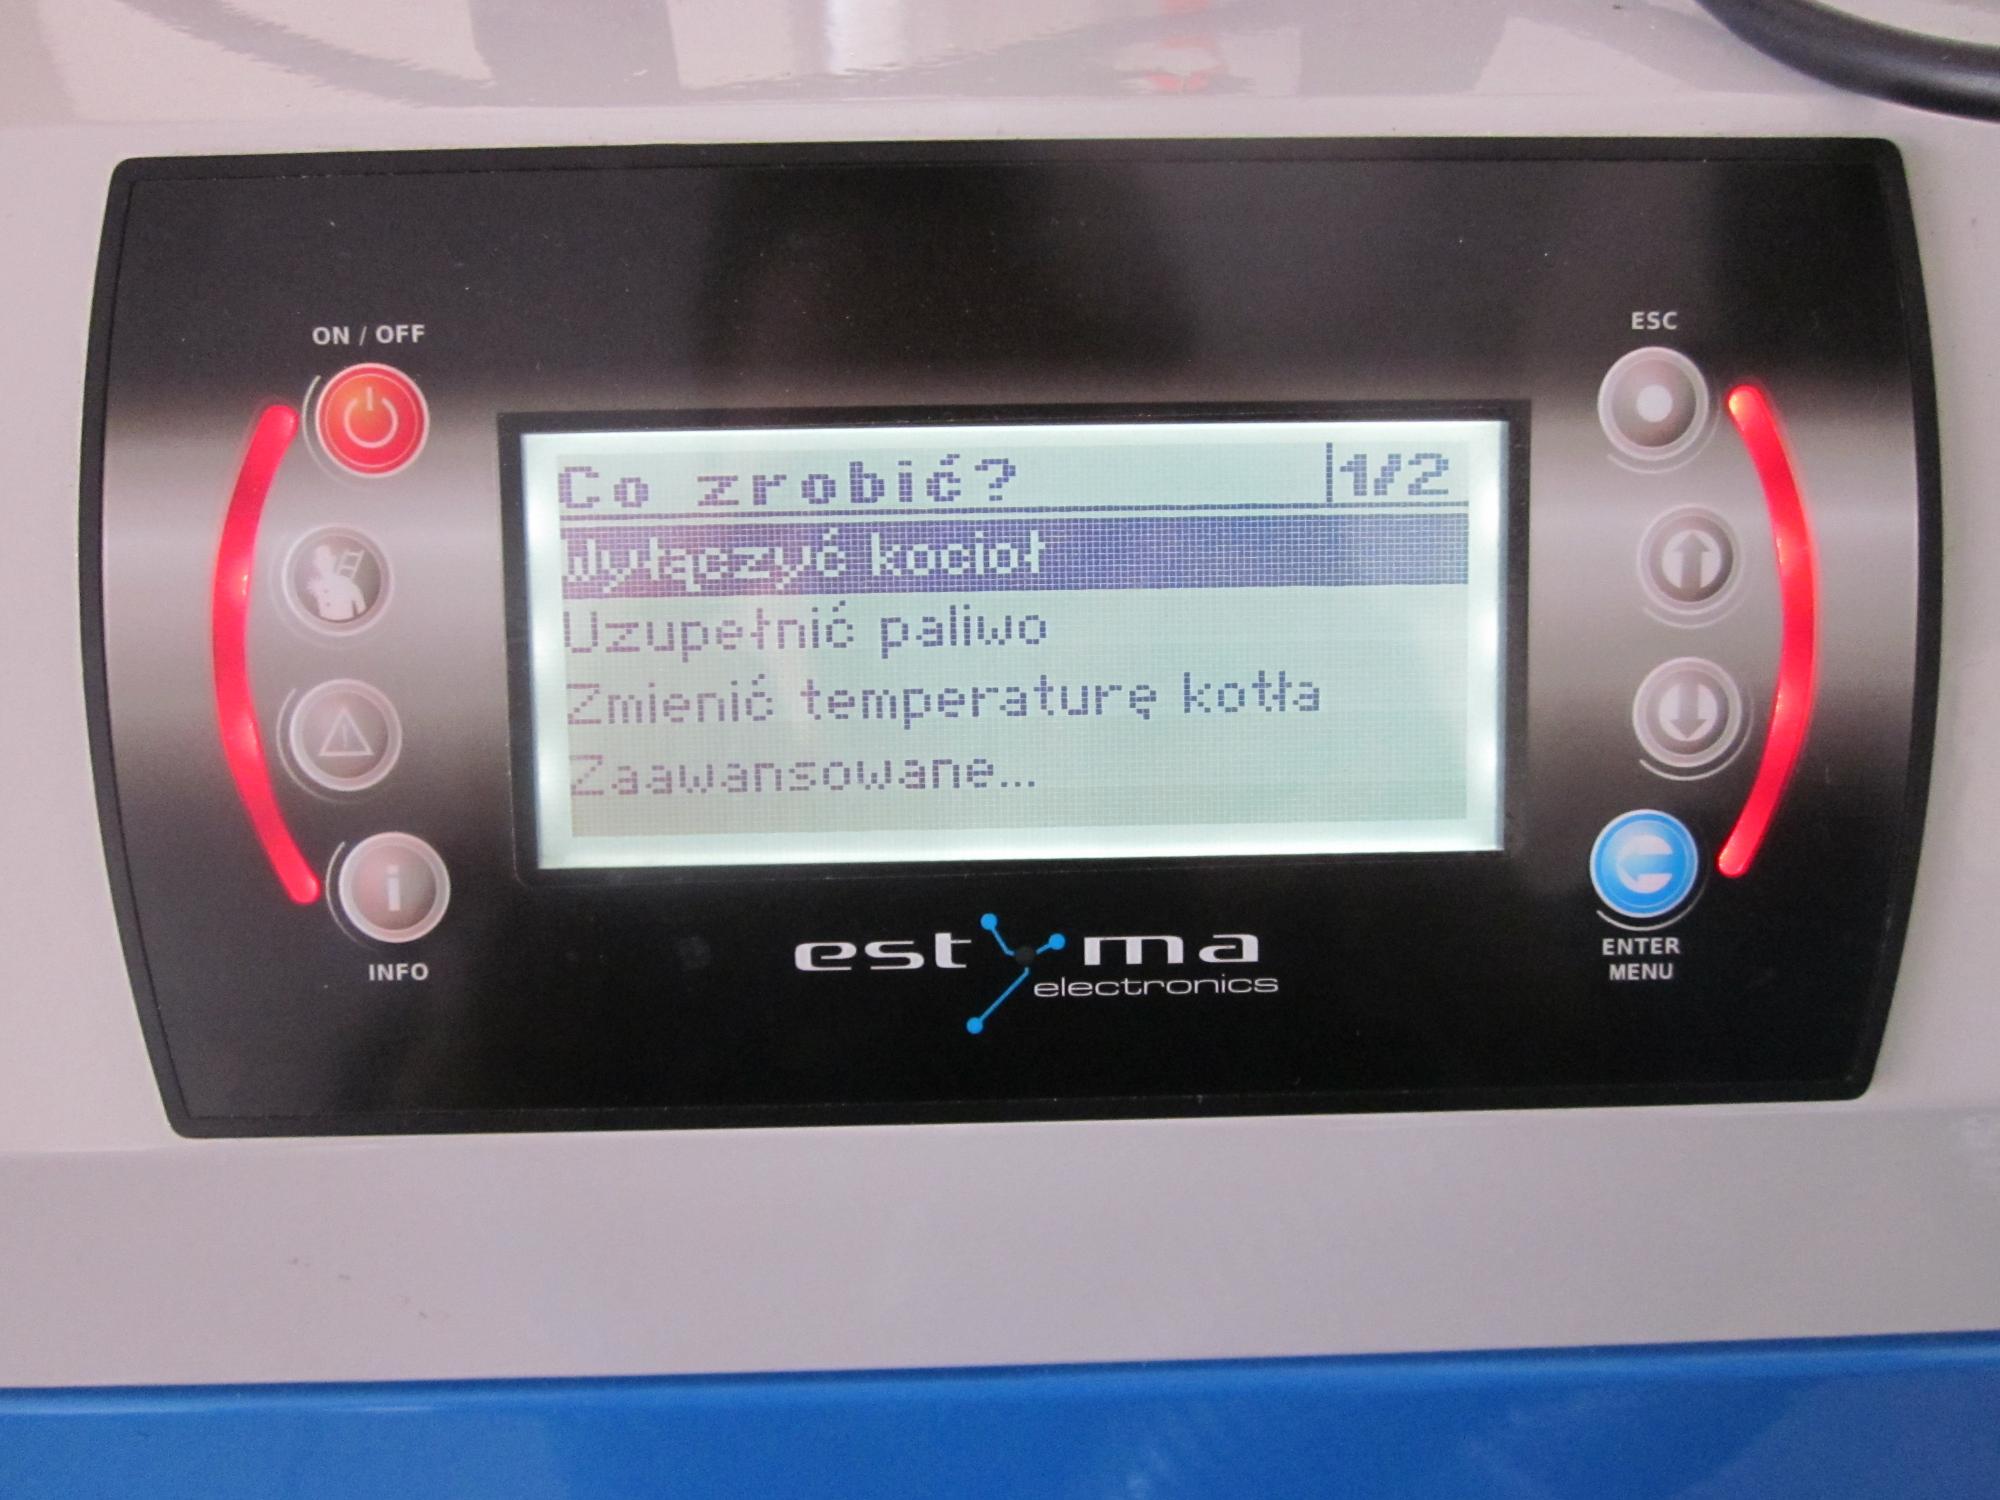 ON / OFF
ESC
Co zrobić? 1/2
Wyłączyć kocioł
Uzupełnić paliwo
Zmienić temperaturę kotła
Zaawansowane...
i
INFO
ENTER
MENU
estyma
electronics